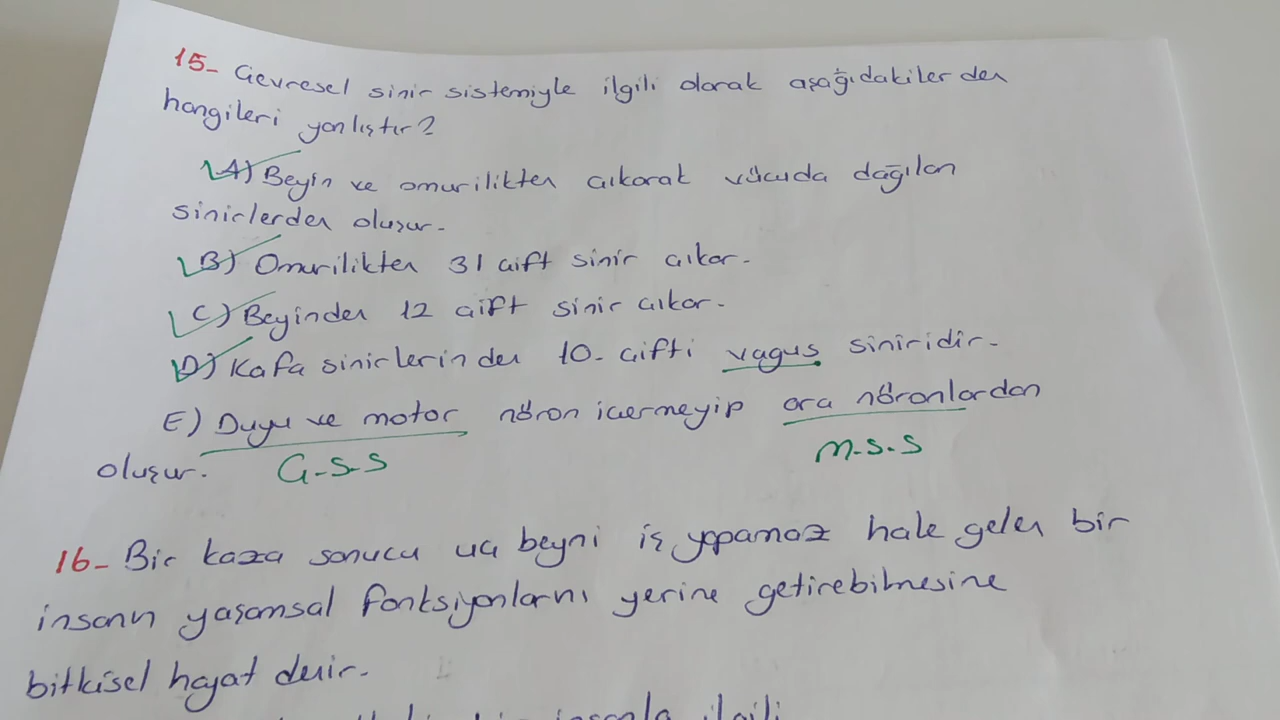 15- Çevresel sinir sistemiyle ilgili olarak aşağıdakilerden
hangileri yanlıştır?
A) Beyin ve omurilikten çıkarak vücuda dağılan
sinirlerden oluşur.
B) Omurilikten 31 çift sinir çıkar.
C) Beyinden 12 çift sinir çıkar.
D) Kafa sinirlerinden 10. çifti vagus siniridir.
E) Duyu ve motor nöron içermeyip ara nöronlardan
oluşur. Ç.S.S M.S.S
16- Bir kaza sonucu uç beyni iş yapamaz hale gelen bir
insanın yaşamsal fonksiyonlarını yerine getirebilmesine
bitkisel hayat denir.
insanla ilgili